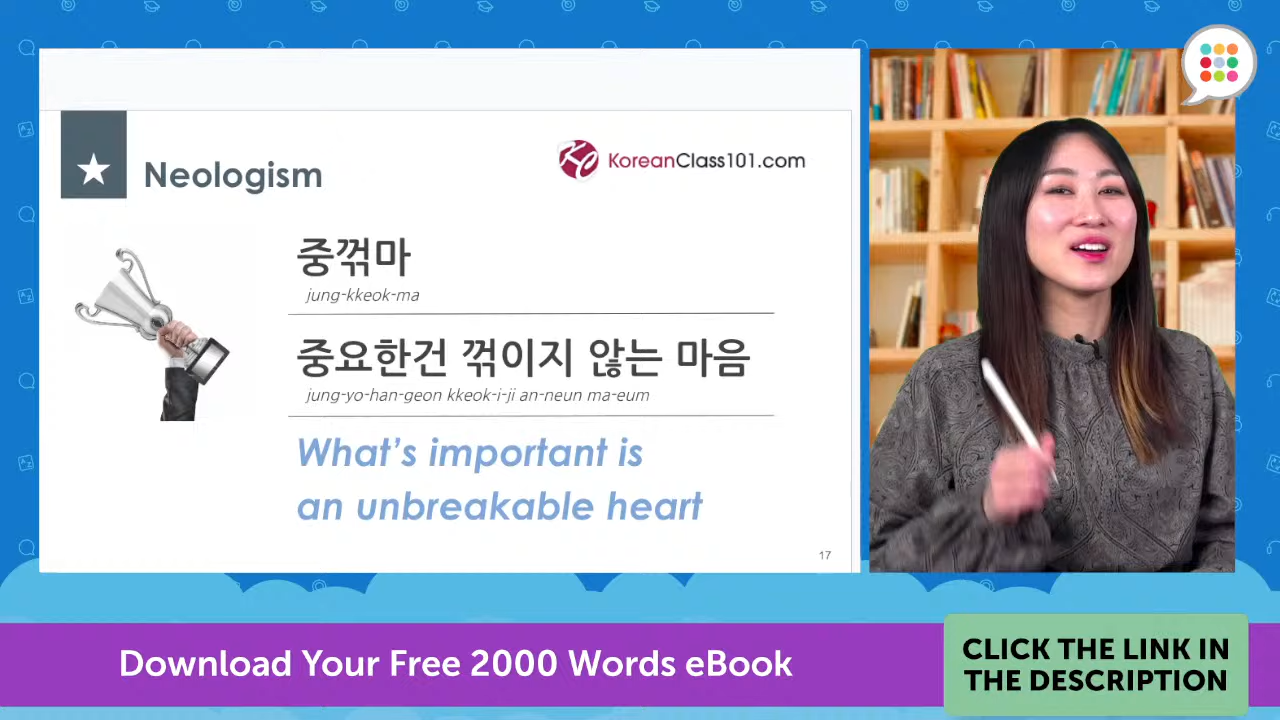 Neologism
KoreanClass101.com
중꺾마
jung-kkeok-ma
중요한건 꺾이지 않는 마음
jung-yo-han-geon kkeok-i-ji an-neun ma-eum
What's important is
an unbreakable heart
17
Download Your Free 2000 Words eBook
CLICK THE LINK IN
THE DESCRIPTION